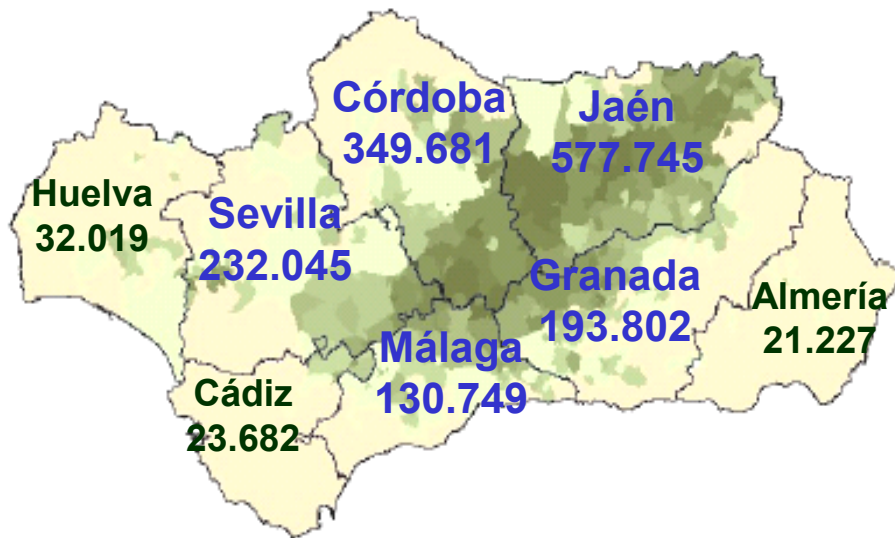 Córdoba
349.681
Jaén
577.745
Huelva
32.019
Sevilla
232.045
Granada
193.802
Almería
21.227
Málaga
130.749
Cádiz
23.682